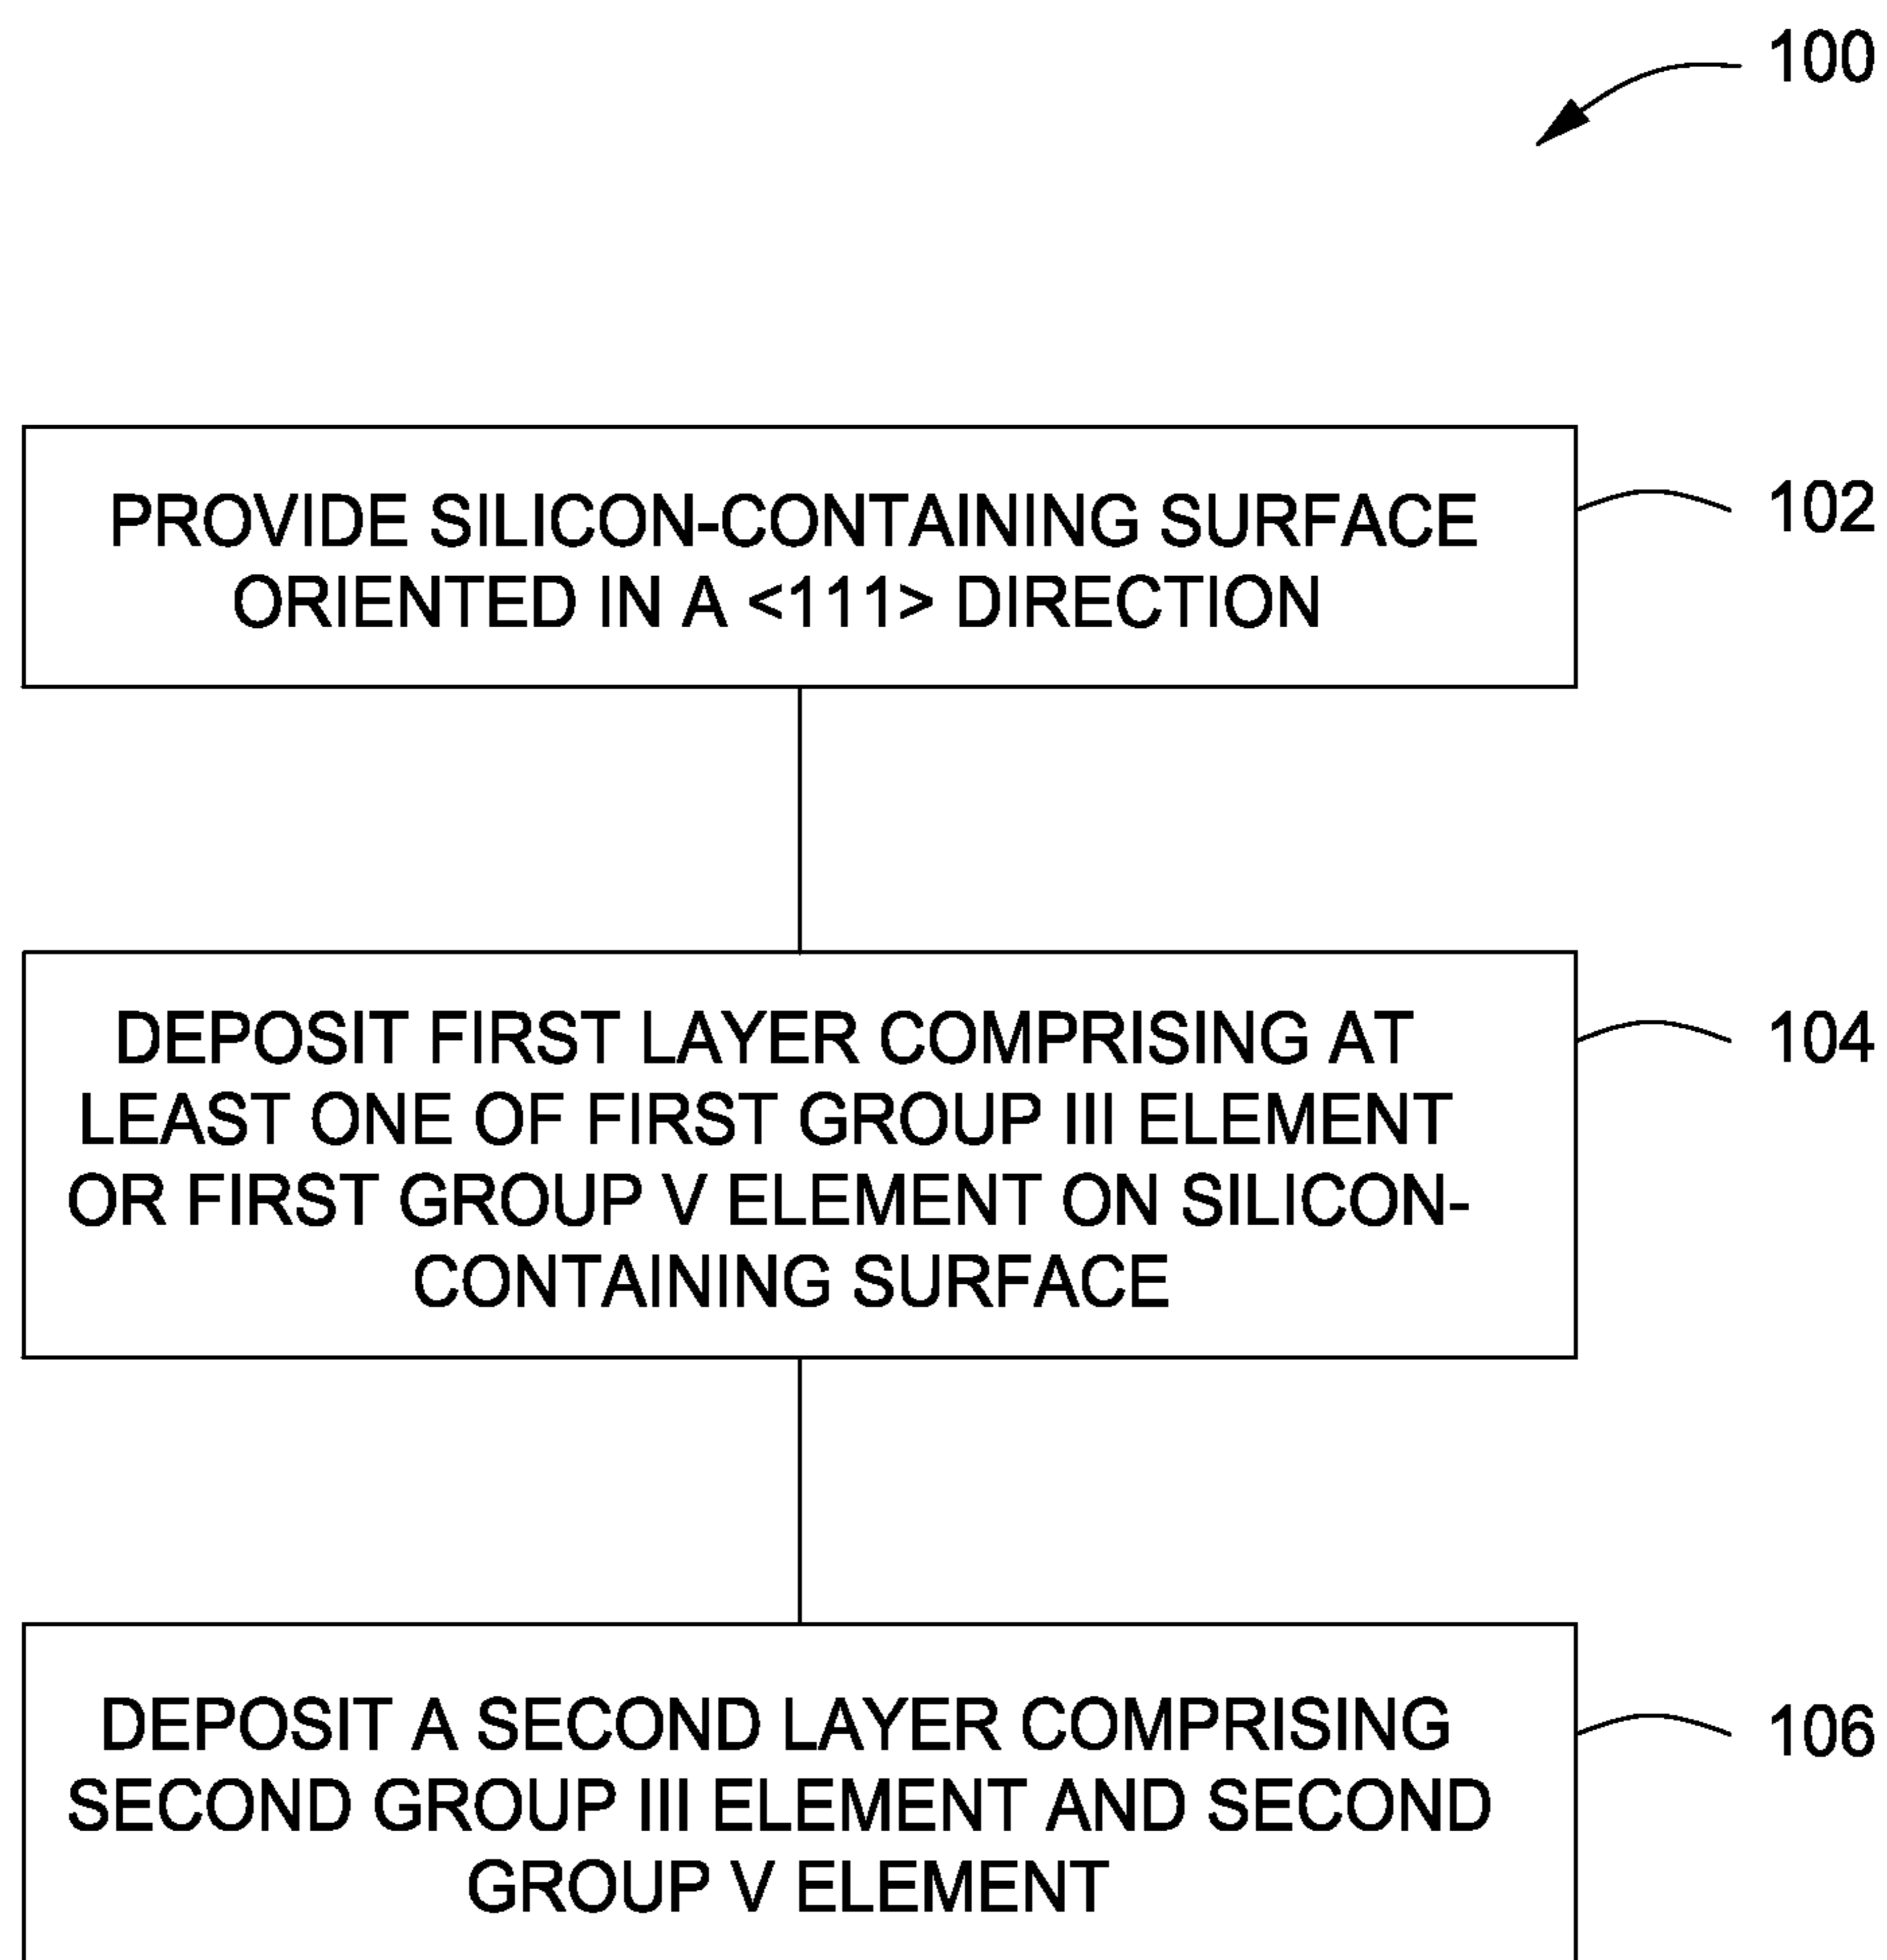 100
PROVIDE SILICON-CONTAINING SURFACE
ORIENTED IN A <111> DIRECTION
102
DEPOSIT FIRST LAYER COMPRISING AT
LEAST ONE OF FIRST GROUP III ELEMENT
OR FIRST GROUP V ELEMENT ON SILICON-
CONTAINING SURFACE
104
DEPOSIT A SECOND LAYER COMPRISING
SECOND GROUP III ELEMENT AND SECOND
GROUP V ELEMENT
106